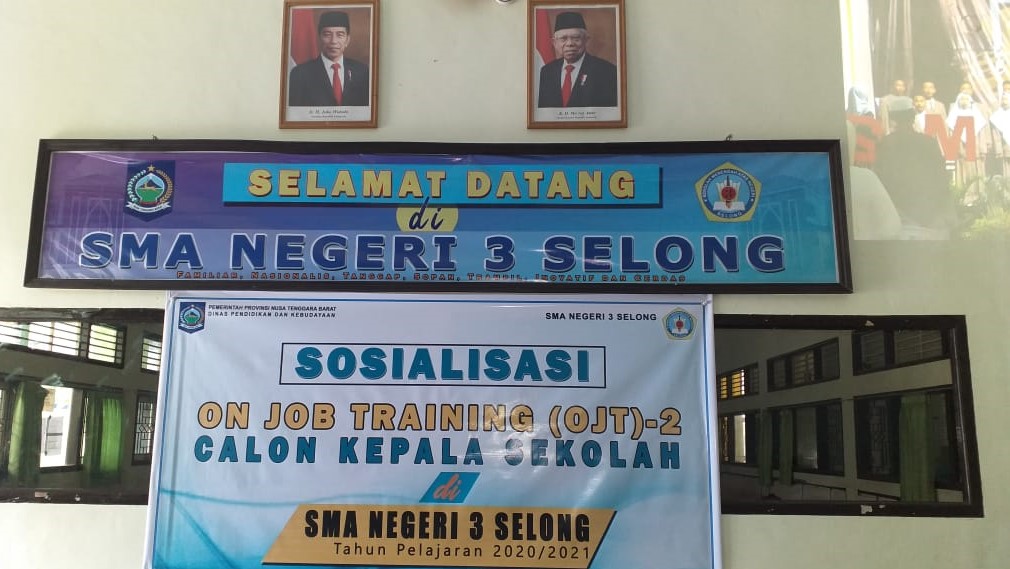 SELAMAT DATANG
di
SMA NEGERI 3 SELONG
FAMILIAR, NASIONALIS, TANGGAP, SOPAN, TRAMPIL, INOVATIF DAN CERDAS
PEMERINTAH PROVINSI NUSA TENGGARA BARAT
DINAS PENDIDIKAN DAN KEBUDAYAAN
SMA NEGERI 3 SELONG
SOSIALISASI
ON JOB TRAINING (OJT)-2
CALON KEPALA SEKOLAH
di
SMA NEGERI 3 SELONG
Tahun Pelajaran 2020/2021